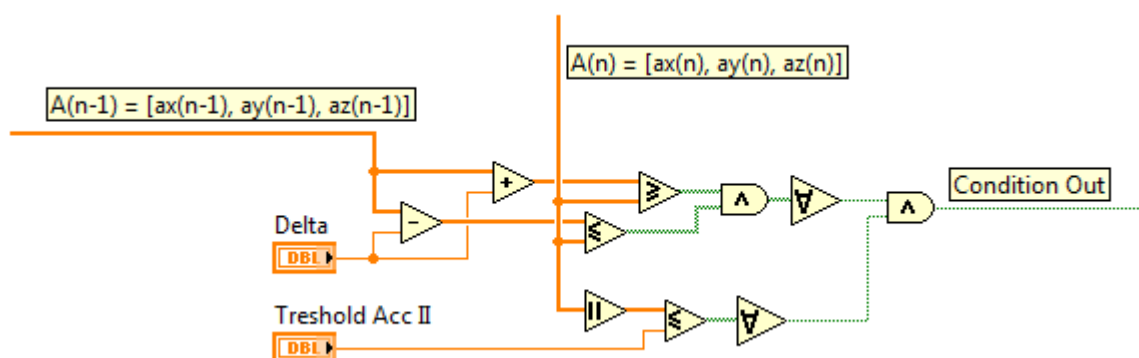 A(n) = [ax(n), ay(n), az(n)]
A(n-1) = [ax(n-1), ay(n-1), az(n-1)]
+
≥
∧
∀
∧
Condition Out
-
≤
Delta
DBL
||
≤
∀
Treshold Acc II
DBL